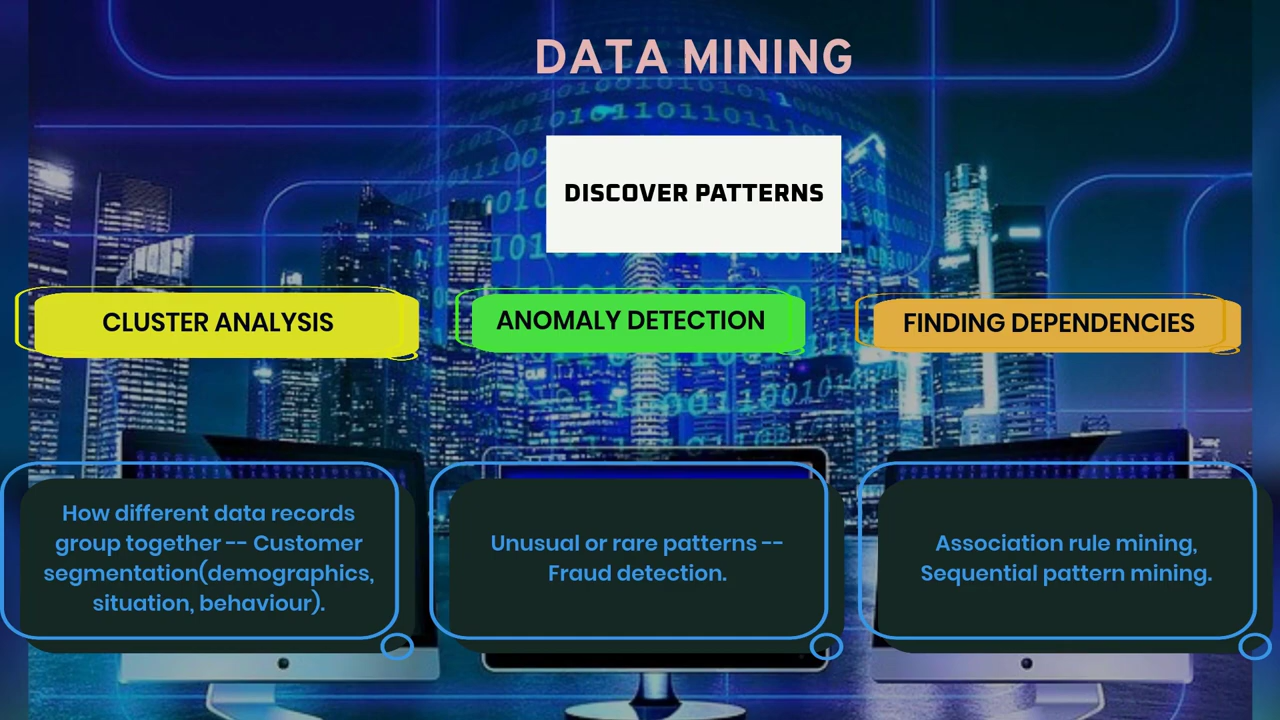 DATA MINING
DISCOVER PATTERNS
CLUSTER ANALYSIS
ANOMALY DETECTION
FINDING DEPENDENCIES
How different data records
group together -- Customer
segmentation(demographics,
situation, behaviour).
Unusual or rare patterns --
Fraud detection.
Association rule mining,
Sequential pattern mining.